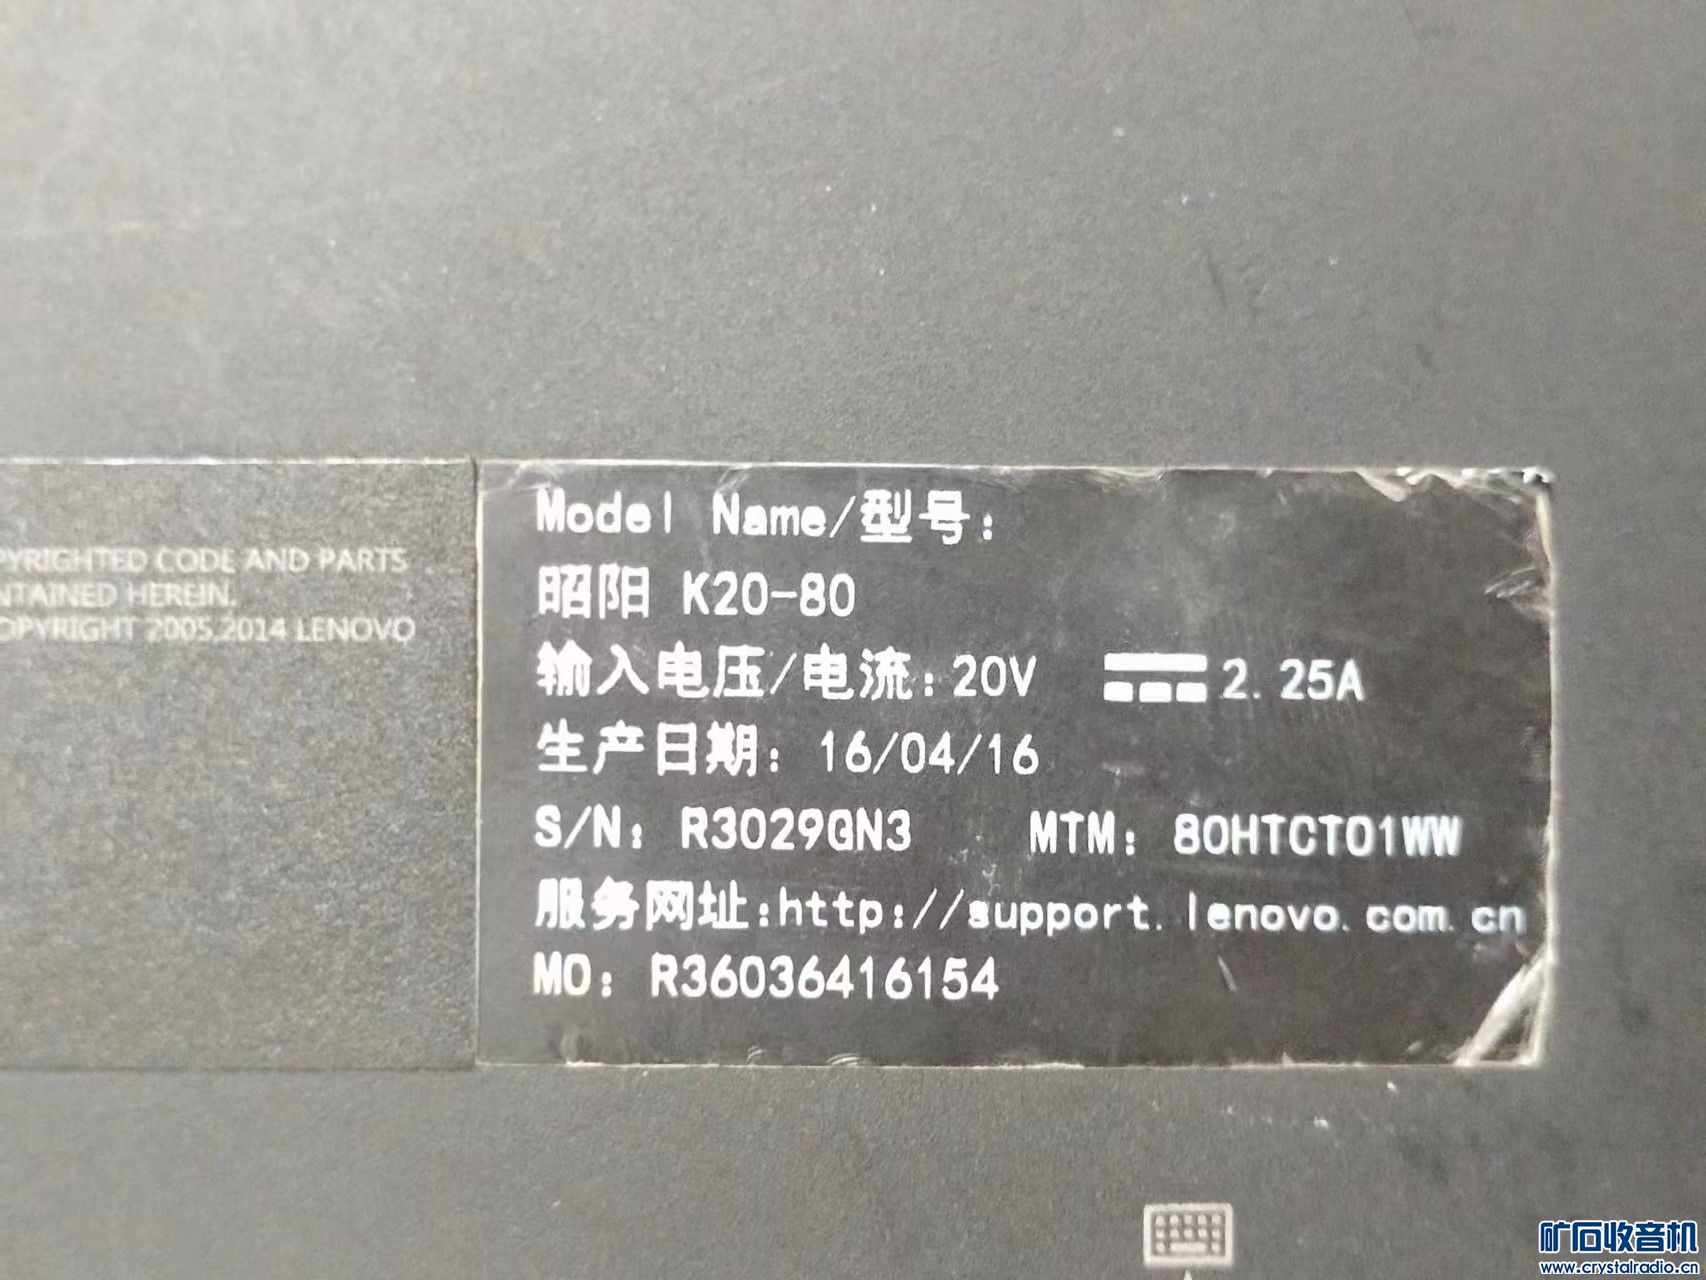 PYRIGHTED CODE AND PARTS
NTAINED HEREIN.
OPYRIGHT 2005,2014 LENOVO
Model Name/型号:
昭阳 K20-80
输入电压/电流:20V ⎓2.25A
生产日期: 16/04/16
S/N: R3029GN3 MTM: 80HTCTO1WW
服务网址:http://support.lenovo.com.cn
MO: R36036416154
矿石收音机
www.crystalradio.cn